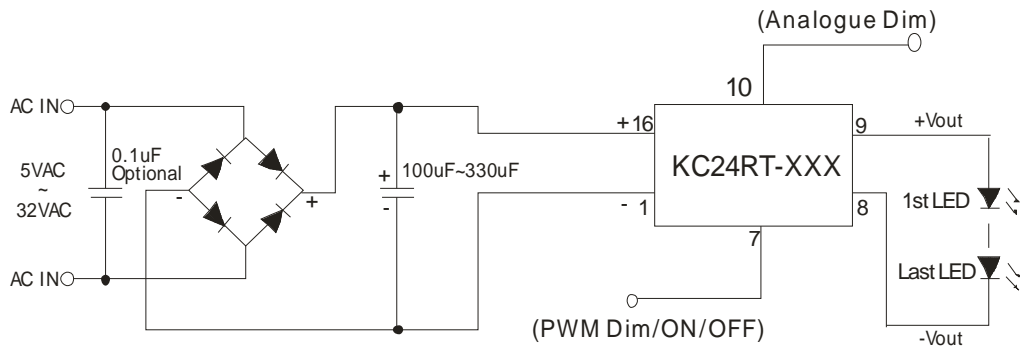 (Analogue Dim)
10
AC IN
+16
9
+Vout
0.1uF
Optional
5VAC
~
32VAC
+
100uF~330uF
-
KC24RT-XXX
1st LED
-
+
-
1
8
7
Last LED
AC IN
(PWM Dim/ON/OFF)
-Vout